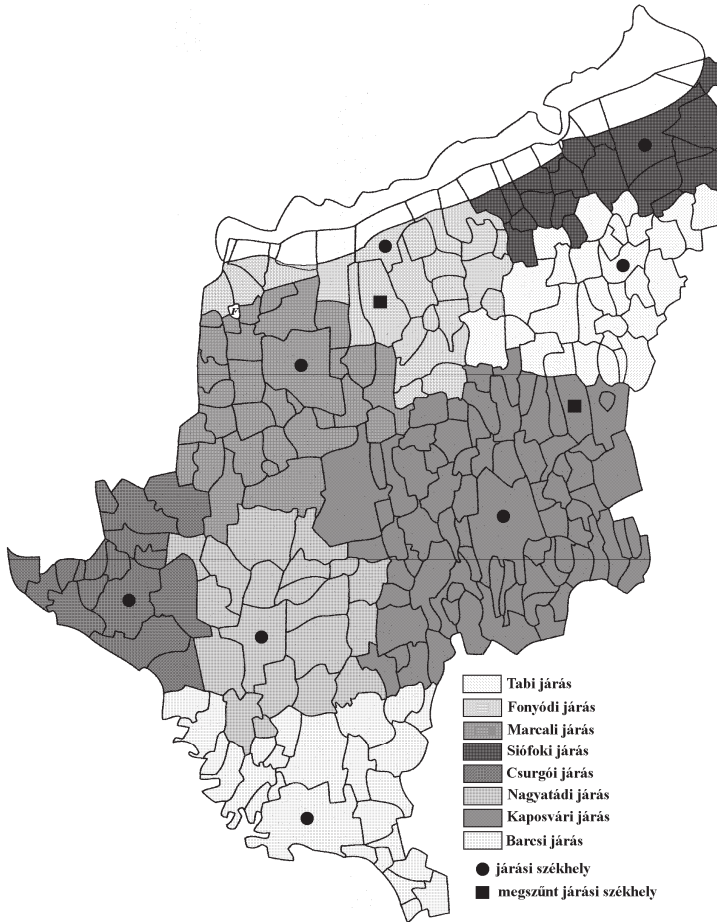 F
Tabi járás
Fonyódi járás
Marcali járás
Siófoki járás
Csurgói járás
Nagyatádi járás
Kaposvári járás
Barcsi járás
járási székhely
megszűnt járási székhely